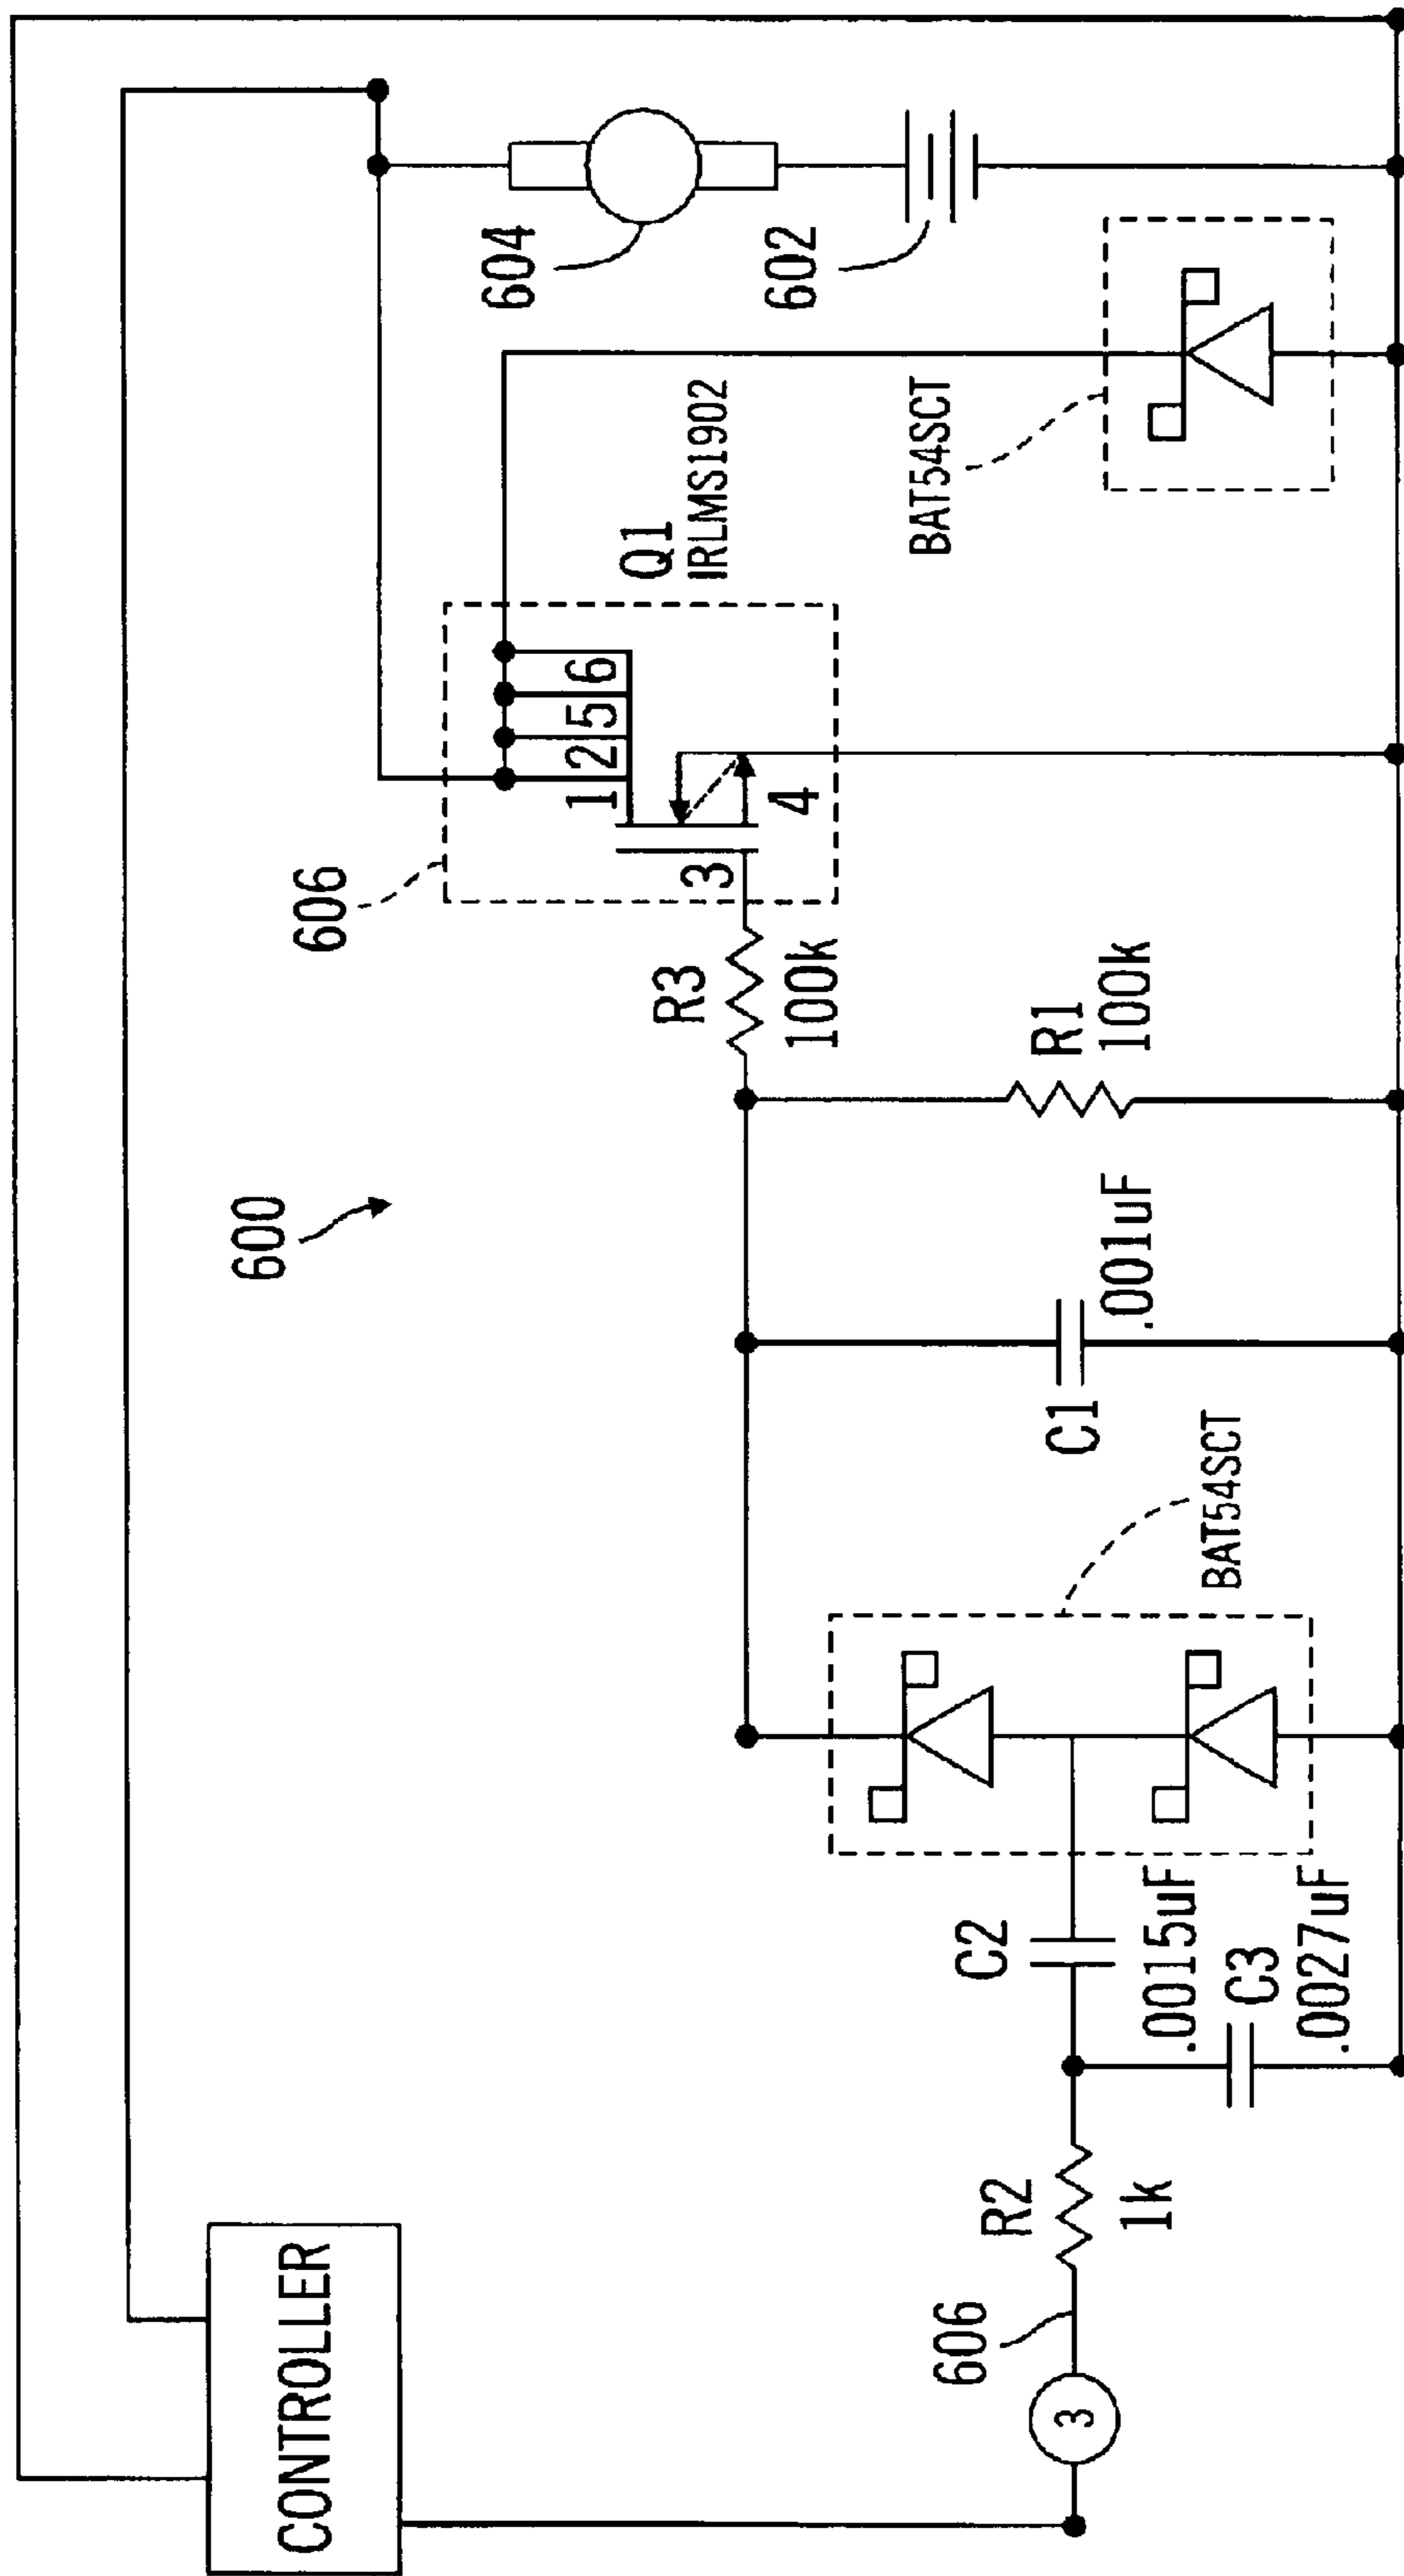 CONTROLLER
600
606
Q1
IRLMS1902
1
2
5
6
3
4
604
602
BAT54SCT
R3
100k
R1
100k
C1
.001uF
BAT54SCT
C2
.0015uF
C3
.0027uF
R2
1k
606
3